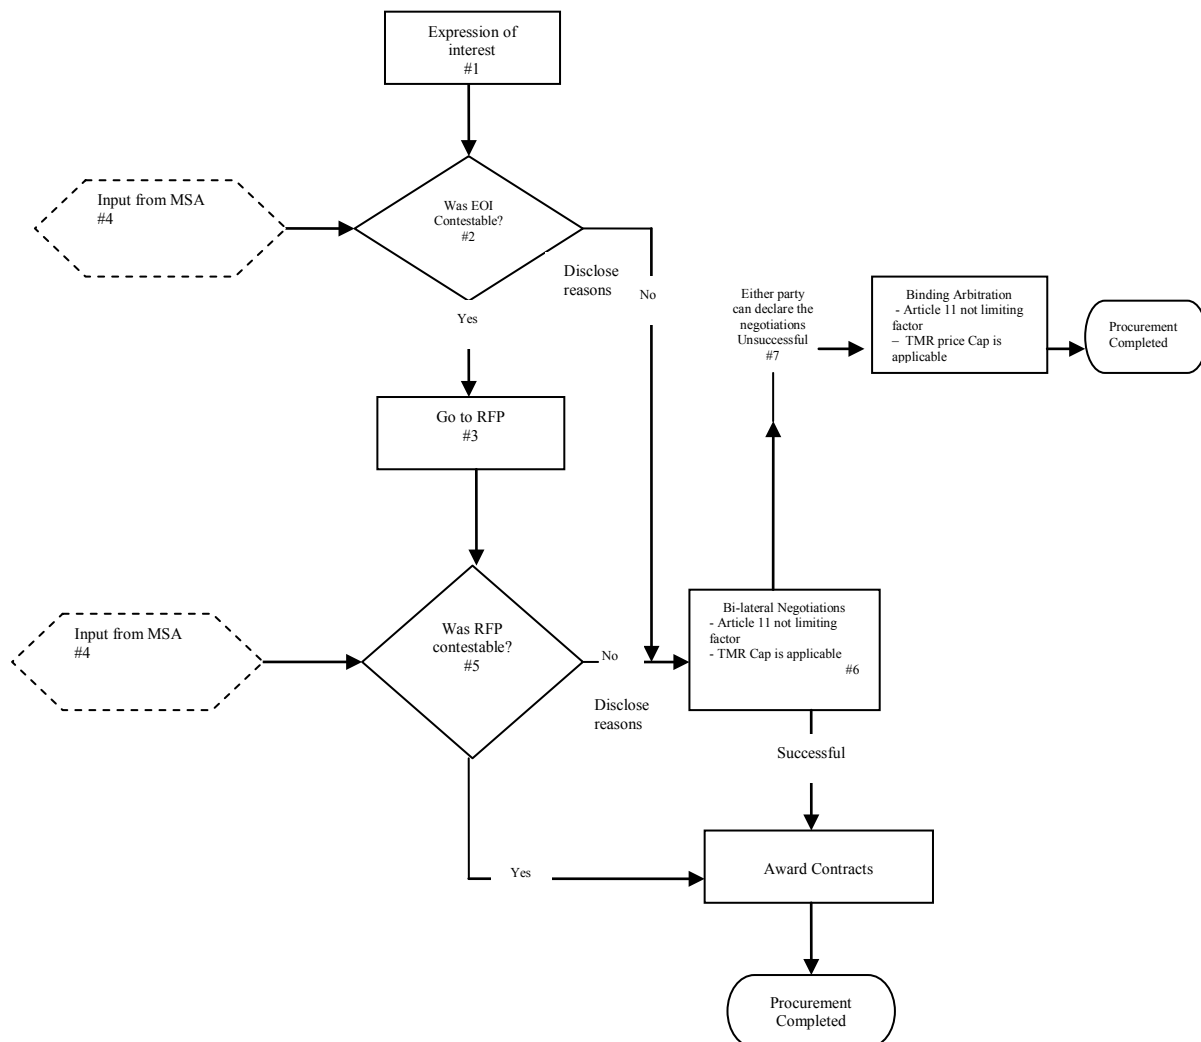 Expression of
interest
#1
Input from MSA
#4
Was EOI
Contestable?
#2
Disclose
reasons
No
Yes
Either party
can declare the
negotiations
Unsuccessful
#7
Binding Arbitration
- Article 11 not limiting
factor
– TMR price Cap is
applicable
Procurement
Completed
Go to RFP
#3
Input from MSA
#4
Was RFP
contestable?
#5
No
Disclose
reasons
Bi-lateral Negotiations
- Article 11 not limiting
factor
- TMR Cap is applicable
#6
Successful
Yes
Award Contracts
Procurement
Completed